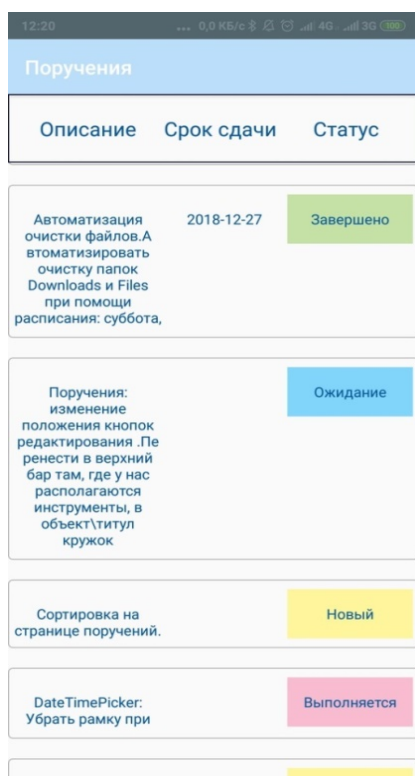 12:20 ... 0,0 КБ/с 4G 3G 100
Поручения
Описание Срок сдачи Статус
Автоматизация 2018-12-27 Завершено
очистки файлов.А
втоматизировать
очистку папок
Downloads и Files
при помощи
расписания: суббота,
Поручения: Ожидание
изменение
положения кнопок
редактирования .Пе
ренести в верхний
бар там, где у нас
располагаются
инструменты, в
объект\титул
кружок
Сортировка на Новый
странице поручений.
DateTimePicker: Выполняется
Убрать рамку при